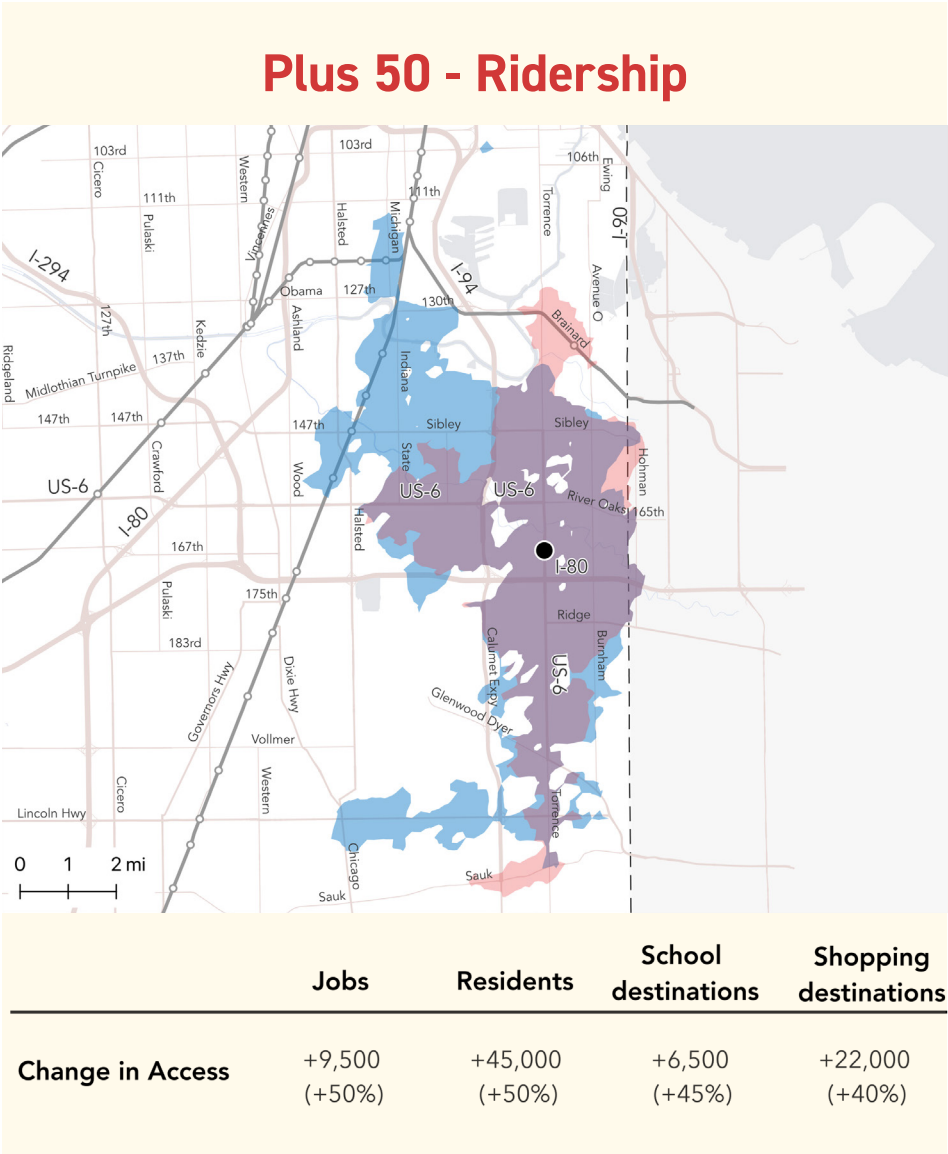 Plus 50 - Ridership
103rd
103rd
106th
Cicero
Western
Ewing
111th
111th
Torrence
Pulaski
Halsted
Michigan
I-90
Vincennes
I-294
I-94
Avenue O
Obama
127th
130th
127th
Ashland
Kedzie
Brainard
137th
Ridgeland
Midlothian Turnpike
Indiana
147th
147th
147th
Sibley
Sibley
Crawford
State
Hohman
Wood
US-6
US-6
US-6
River Oaks
165th
I-80
Halsted
167th
I-80
Pulaski
175th
Ridge
183rd
Calumet Expy
Burnham
US-6
Governors Hwy
Dixie Hwy
Glenwood Dyer
Vollmer
Cicero
Western
Torrence
Lincoln Hwy
Chicago
0 1 2 mi
Sauk
Sauk
Jobs
Residents
School
destinations
Shopping
destinations
Change in Access
+9,500
(+50%)
+45,000
(+50%)
+6,500
(+45%)
+22,000
(+40%)